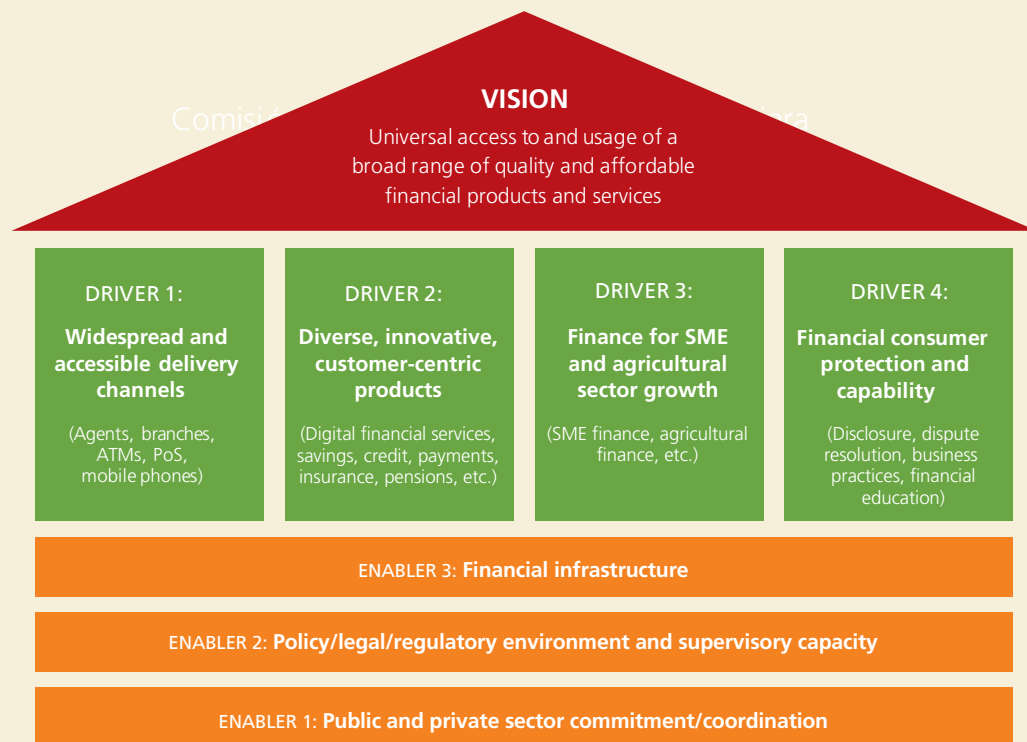 VISION
Universal access to and usage of a
broad range of quality and affordable
financial products and services
DRIVER 1:
Widespread and
accessible delivery
channels
(Agents, branches,
ATMs, PoS,
mobile phones)
DRIVER 2:
Diverse, innovative,
customer-centric
products
(Digital financial services,
savings, credit, payments,
insurance, pensions, etc.)
DRIVER 3:
Finance for SME
and agricultural
sector growth
(SME finance, agricultural
finance, etc.)
DRIVER 4:
Financial consumer
protection and
capability
(Disclosure, dispute
resolution, business
practices, financial
education)
ENABLER 3: Financial infrastructure
ENABLER 2: Policy/legal/regulatory environment and supervisory capacity
ENABLER 1: Public and private sector commitment/coordination